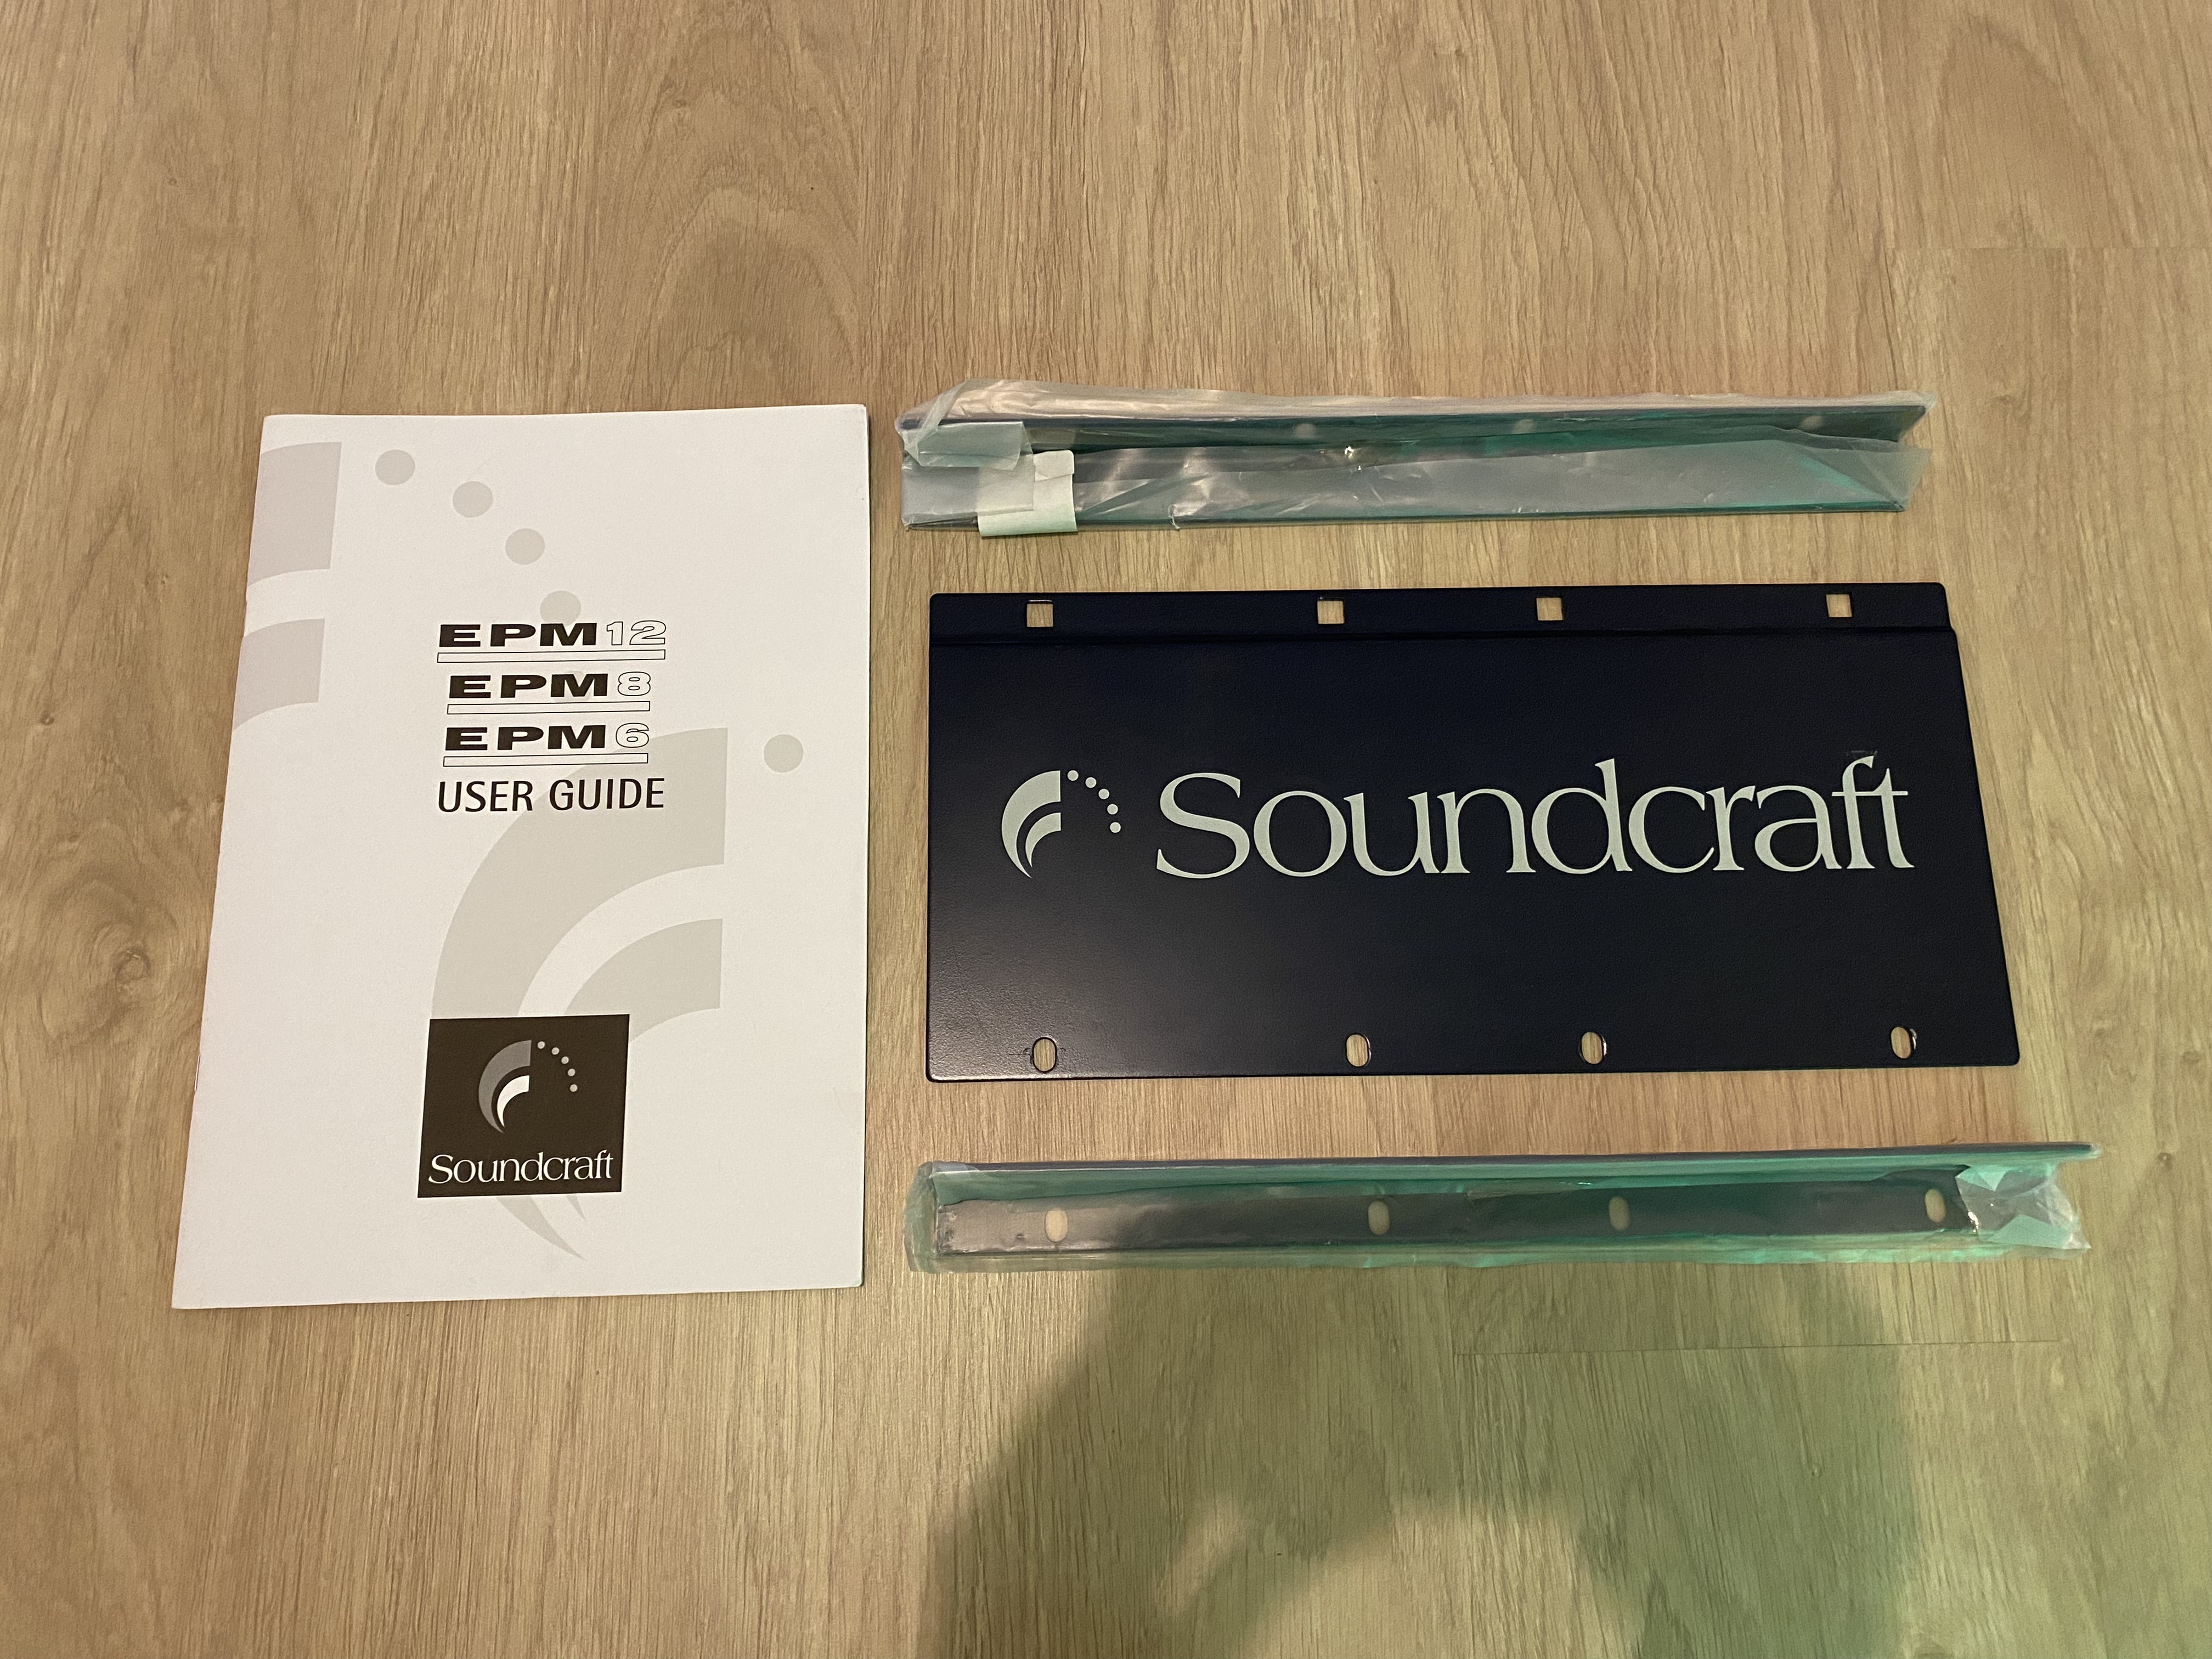 EPM12
EPM8
EPM6
USER GUIDE
Soundcraft
Soundcraft